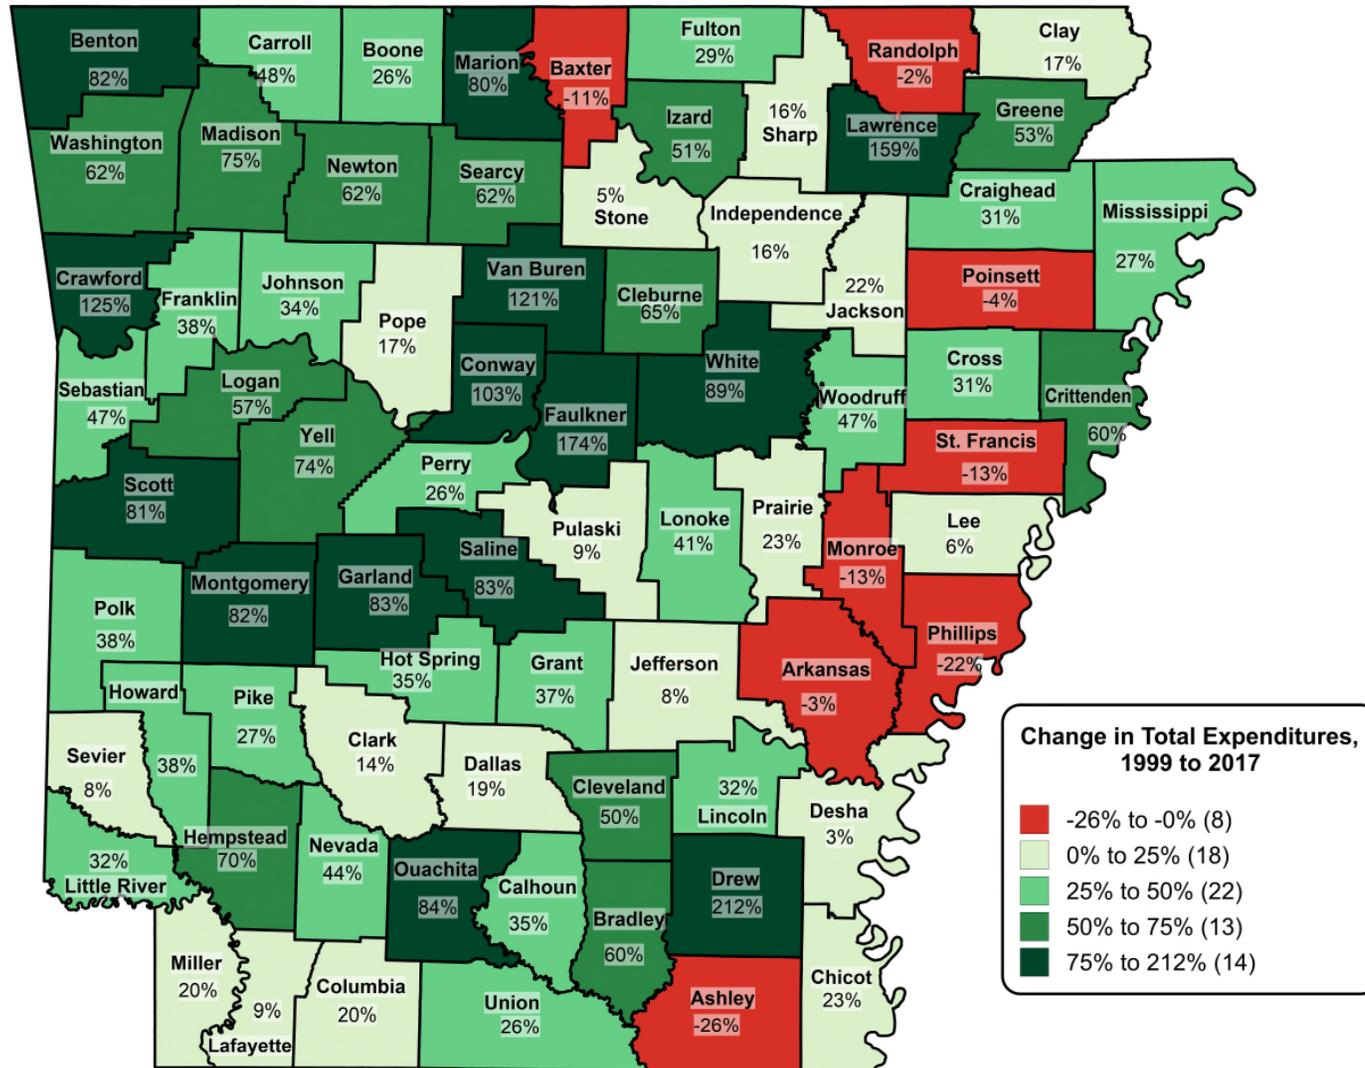 Benton
82%
Carroll
48%
Boone
26%
Marion
80%
Baxter
-11%
Fulton
29%
Randolph
-2%
Clay
17%
Washington
62%
Madison
75%
Newton
62%
Searcy
62%
5%
Stone
Izard
51%
16%
Sharp
Lawrence
159%
Greene
53%
Craighead
31%
Mississippi
27%
Independence
16%
22%
Jackson
Poinsett
-4%
Crawford
125%
Franklin
38%
Johnson
34%
Pope
17%
Van Buren
121%
Cleburne
65%
White
89%
Cross
31%
Crittenden
60%
Woodruff
47%
St. Francis
-13%
Sebastian
47%
Logan
57%
Yell
74%
Conway
103%
Faulkner
174%
Perry
26%
Scott
81%
Pulaski
9%
Lonoke
41%
Prairie
23%
Monroe
-13%
Lee
6%
Phillips
-22%
Polk
38%
Montgomery
82%
Garland
83%
Saline
83%
Hot Spring
35%
Grant
37%
Jefferson
8%
Arkansas
-3%
Howard
38%
Pike
27%
Clark
14%
Dallas
19%
Cleveland
50%
32%
Lincoln
Desha
3%
Sevier
8%
32%
Little River
Hempstead
70%
Nevada
44%
Ouachita
84%
Calhoun
35%
Bradley
60%
Drew
212%
Miller
20%
9%
Lafayette
Columbia
20%
Union
26%
Ashley
-26%
Chicot
23%
Change in Total Expenditures,
1999 to 2017
-26% to -0% (8)
0% to 25% (18)
25% to 50% (22)
50% to 75% (13)
75% to 212% (14)